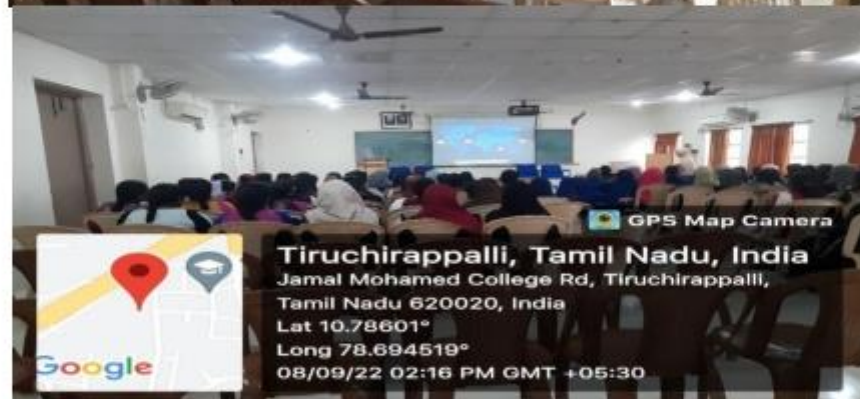 GPS Map Camera
Tiruchirappalli, Tamil Nadu, India
Jamal Mohamed College Rd, Tiruchirappalli,
Tamil Nadu 620020, India
Lat 10.78601°
Long 78.694519°
08/09/22 02:16 PM GMT +05:30
Google